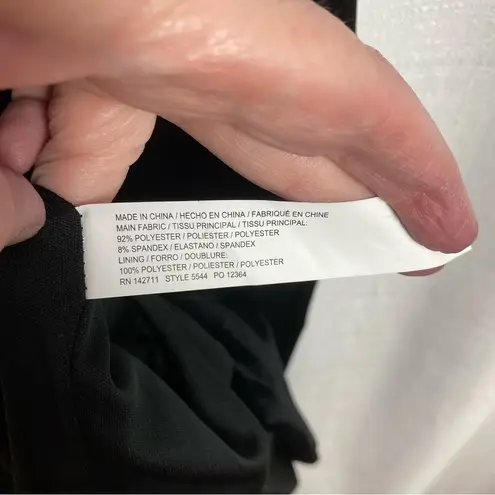 MADE IN CHINA / HECHO EN CHINA / FABRIQUÉ EN CHINE
MAIN FABRIC / TISSU PRINCIPAL / TISSU PRINCIPAL:
92% POLYESTER / POLIESTER / POLYESTER
8% SPANDEX / ELASTANO / SPANDEX
LINING / FORRO / DOUBLURE:
100% POLYESTER / POLIESTER / POLYESTER
RN 142711 STYLE 5544 PO 12364